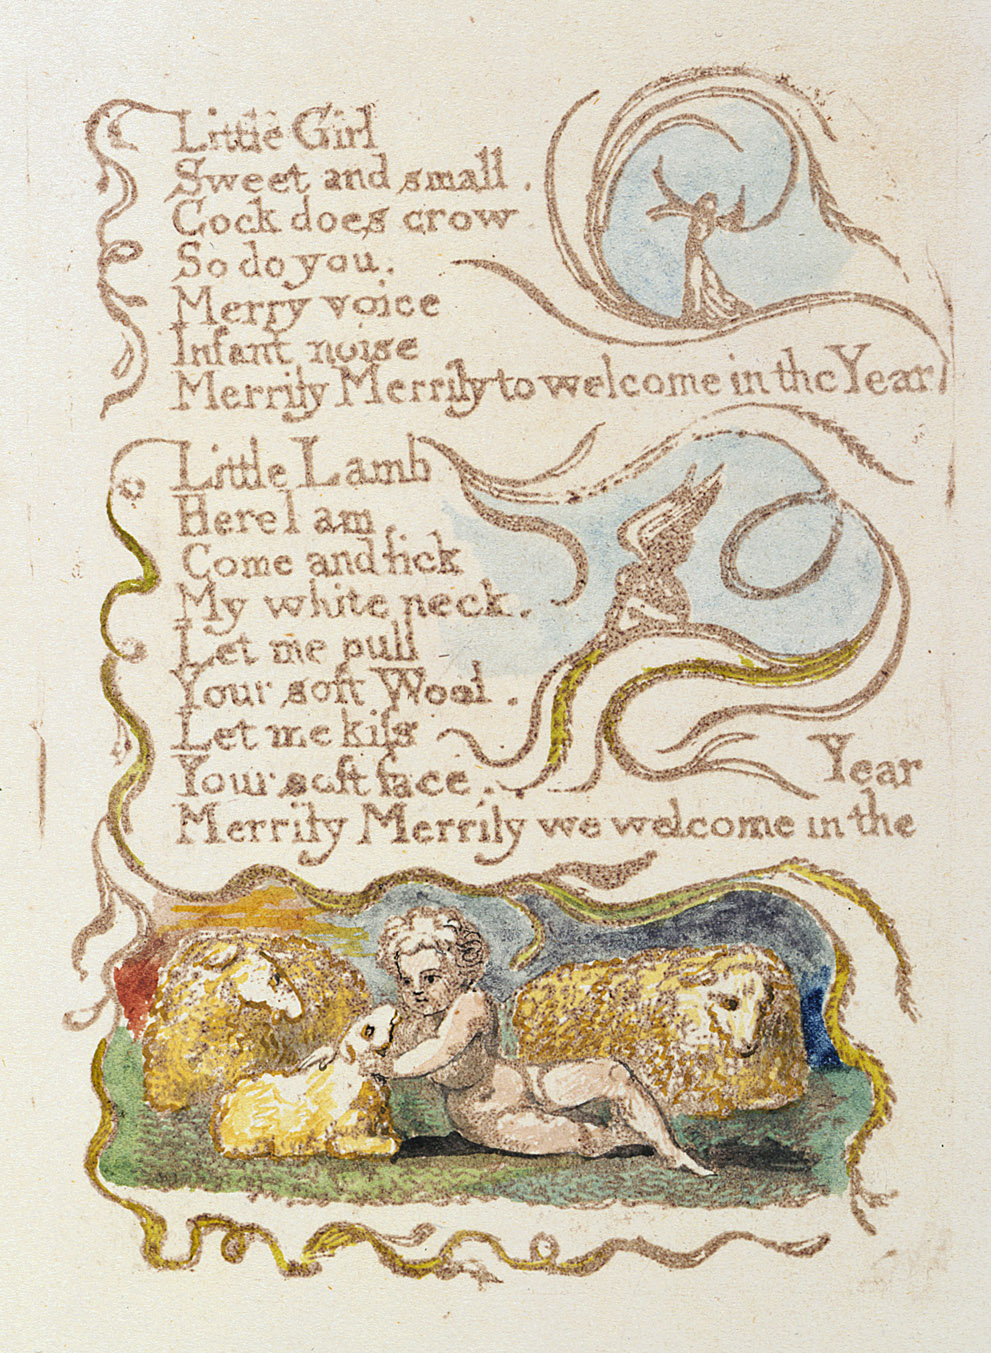 Little Girl
Sweet and small.
Cock does crow
So do you.
Merry voice
Infant noise
Merrily Merrily to welcome in the Year
Little Lamb
Here I am.
Come and lick
My white neck.
Let me pull
Your soft Wool.
Let me kiss
Your soft face.
Merrily Merrily we welcome in the
Year